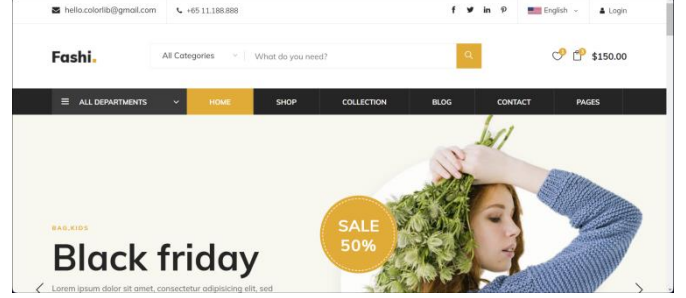 hello.colorlib@gmail.com +65 11.188.888 English Login
Fashi. All Categories What do you need? $150.00
ALL DEPARTMENTS HOME SHOP COLLECTION BLOG CONTACT PAGES
SALE
50%
BAG,KIDS
Black friday
Lorem ipsum dolor sit amet, consectetur adipisicing elit, sed